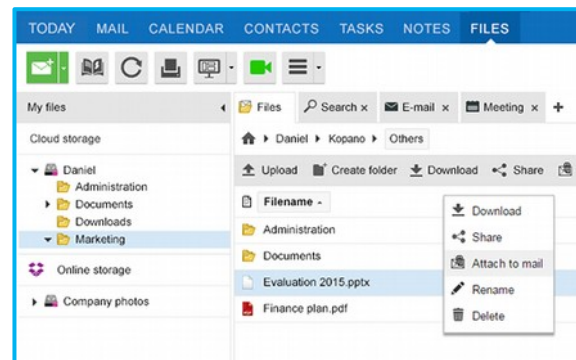 TODAY MAIL CALENDAR CONTACTS TASKS NOTES FILES
My files
Files Search x E-mail x Meeting x +
Cloud storage
Daniel Kopano Others
Daniel
Administration
Documents
Downloads
Marketing
Online storage
Company photos
Upload Create folder Download Share
Filename
Administration
Documents
Evaluation 2015.pptx
Finance plan.pdf
Download
Share
Attach to mail
Rename
Delete